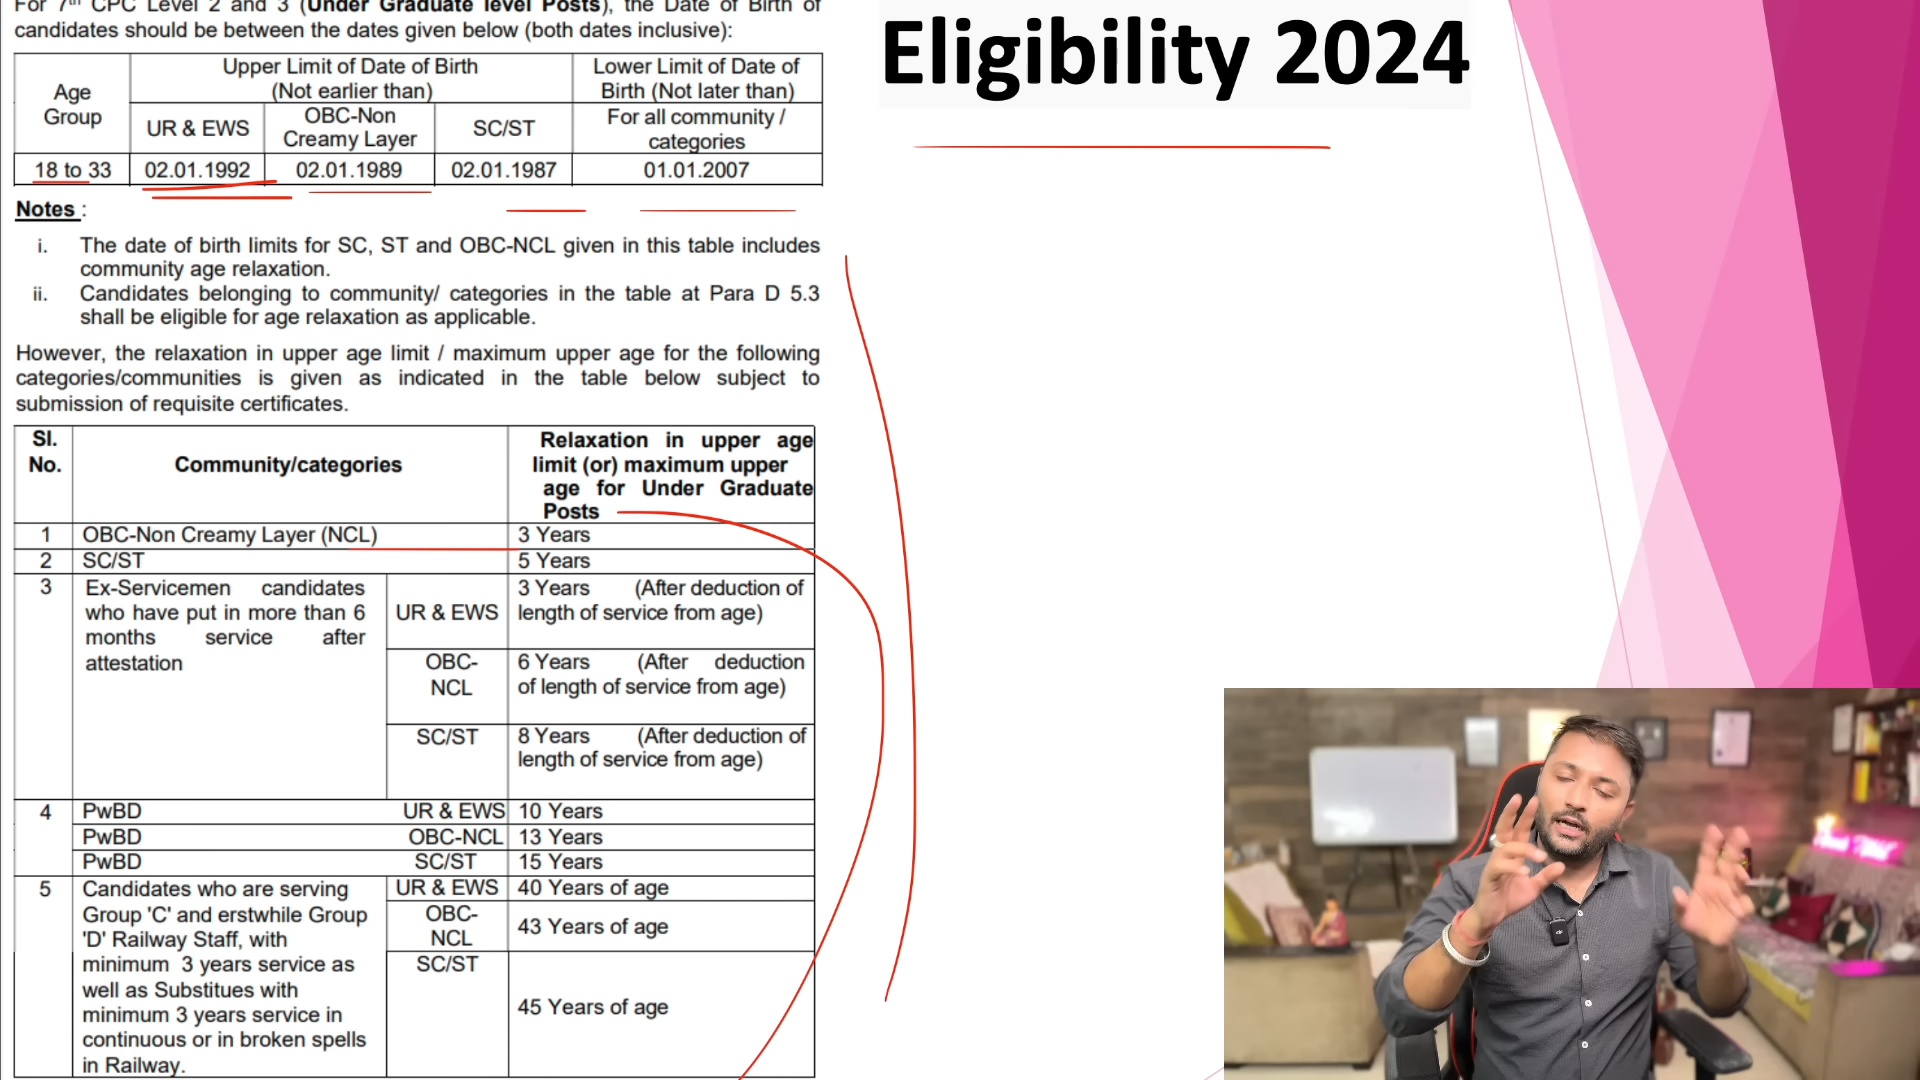 For 7th CPC Level 2 and 3 (Under Graduate level Posts), the Date of Birth of
candidates should be between the dates given below (both dates inclusive):
Age Group
Upper Limit of Date of Birth
(Not earlier than)
Lower Limit of Date of
Birth (Not later than)
UR & EWS
OBC-Non
Creamy Layer
SC/ST
For all community /
categories
18 to 33 02.01.1992 02.01.1989 02.01.1987 01.01.2007
Notes :
i. The date of birth limits for SC, ST and OBC-NCL given in this table includes
community age relaxation.
ii. Candidates belonging to community/ categories in the table at Para D 5.3
shall be eligible for age relaxation as applicable.
However, the relaxation in upper age limit / maximum upper age for the following
categories/communities is given as indicated in the table below subject to
submission of requisite certificates.
Sl.
No.
Community/categories
Relaxation in upper age
limit (or) maximum upper
age for Under Graduate
Posts
1 OBC-Non Creamy Layer (NCL) 3 Years
2 SC/ST 5 Years
3 Ex-Servicemen candidates
who have put in more than 6
months service after
attestation
UR & EWS
3 Years (After deduction of
length of service from age)
OBC-
NCL
6 Years (After deduction
of length of service from age)
SC/ST
8 Years (After deduction of
length of service from age)
4 PwBD UR & EWS 10 Years
PwBD OBC-NCL 13 Years
PwBD SC/ST 15 Years
5 Candidates who are serving
Group 'C' and erstwhile Group
'D' Railway Staff, with
minimum 3 years service as
well as Substitues with
minimum 3 years service in
continuous or in broken spells
in Railway.
UR & EWS 40 Years of age
OBC-
NCL
43 Years of age
SC/ST
45 Years of age
Eligibility 2024